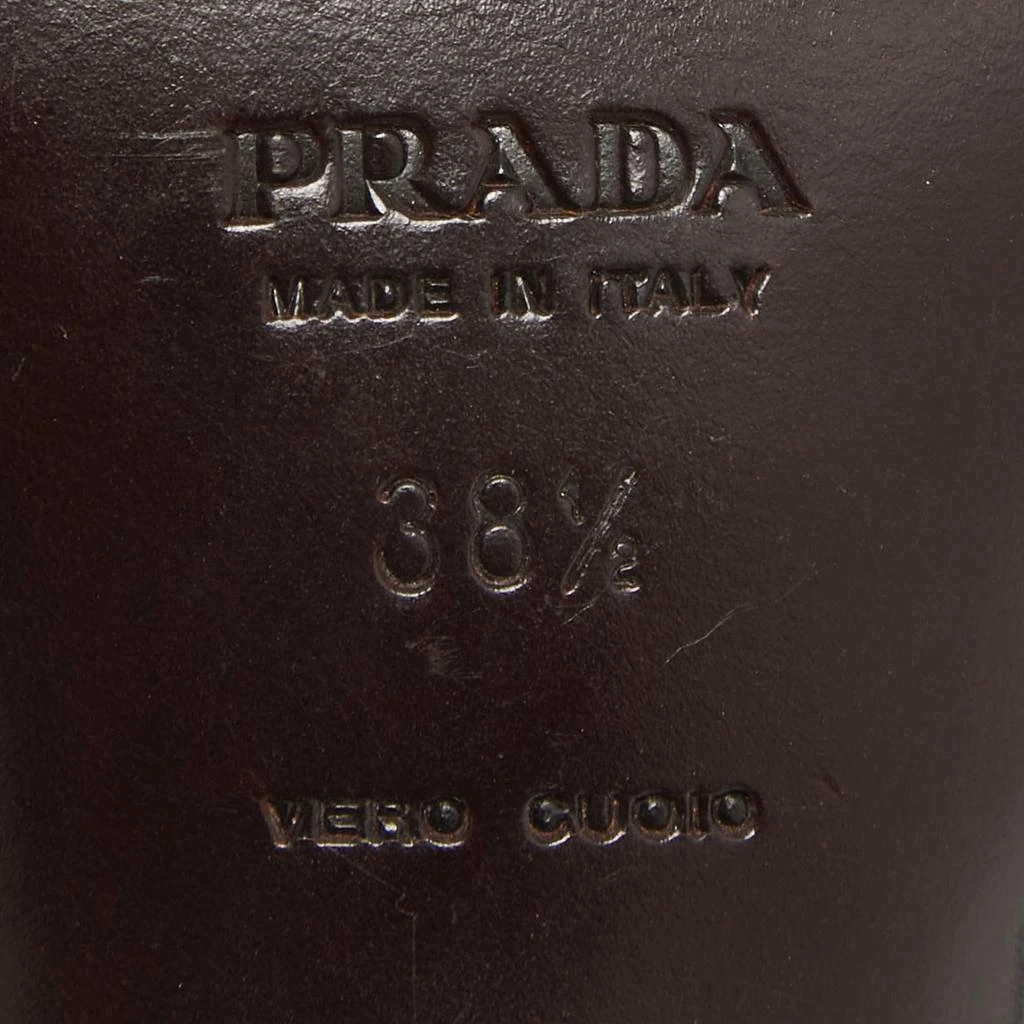 PRADA
MADE IN ITALY
38½
VERO CUOIO